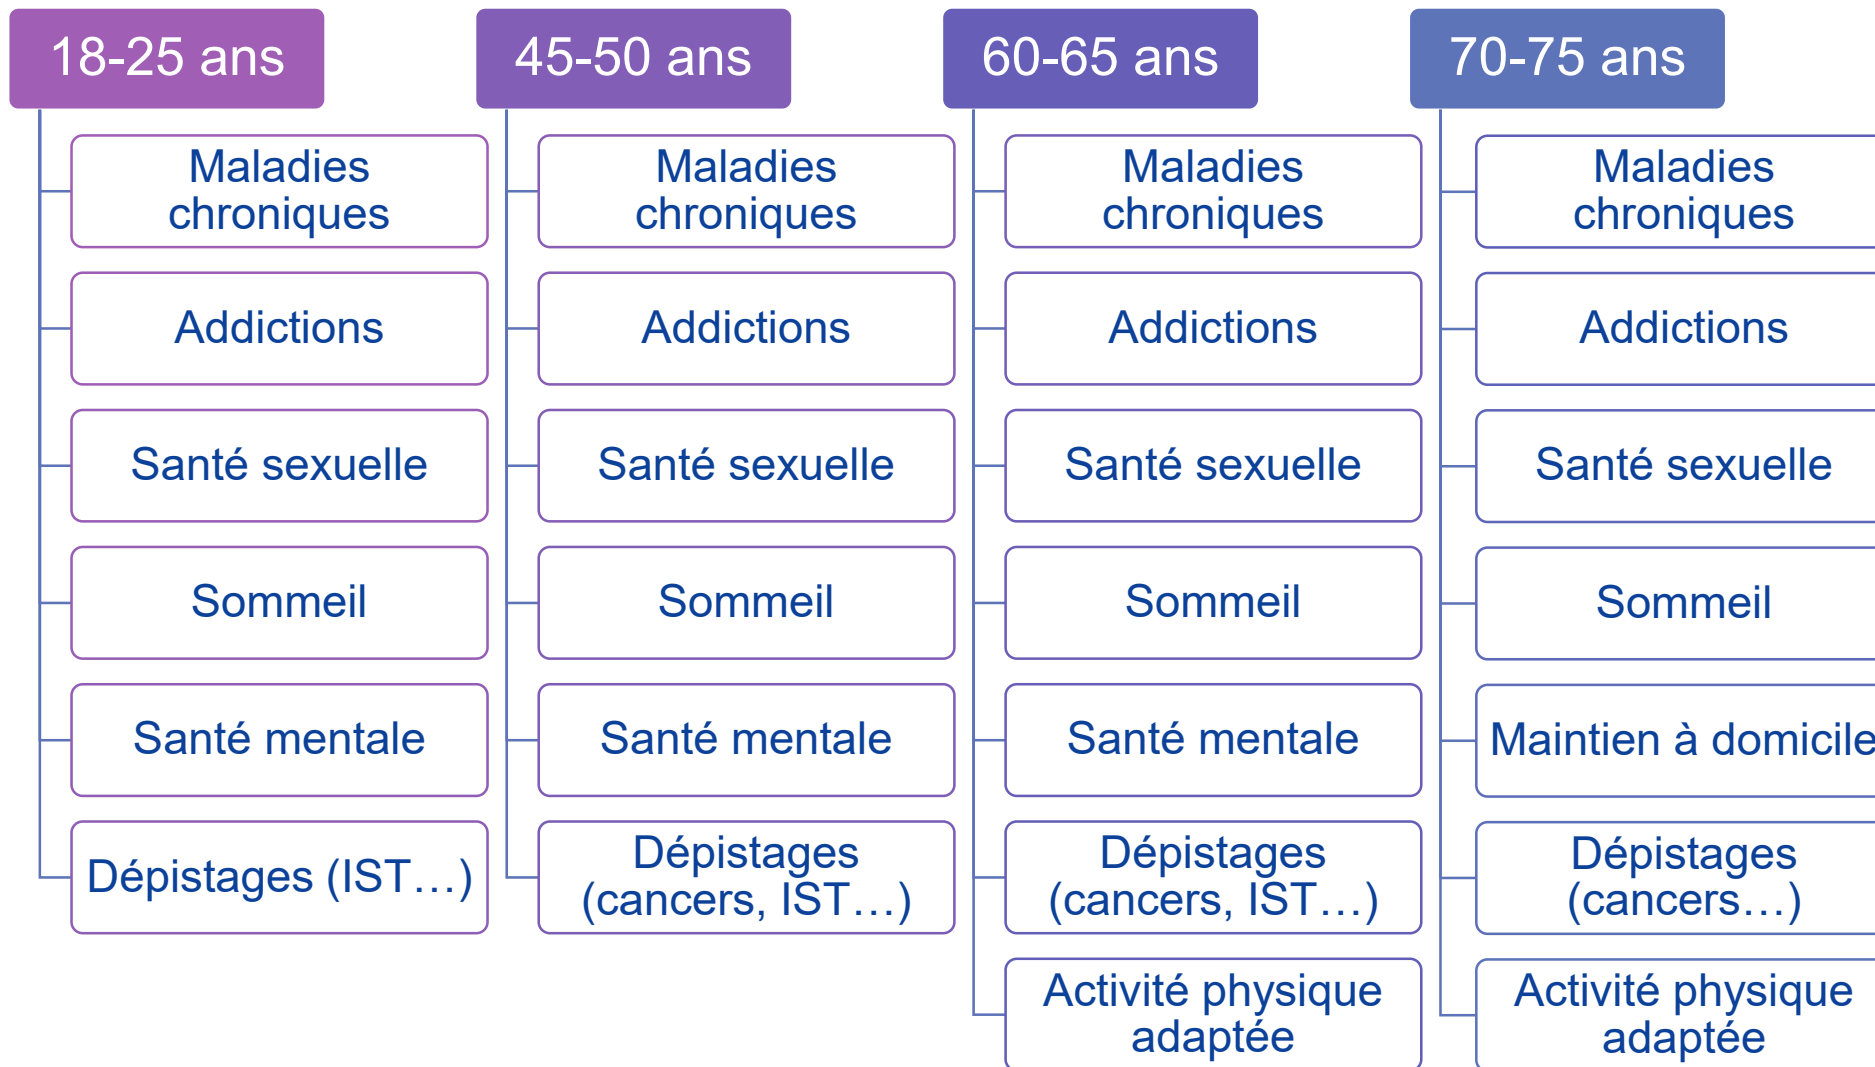 18-25 ans
Maladies
chroniques
Addictions
Santé sexuelle
Sommeil
Santé mentale
Dépistages (IST…)
45-50 ans
Maladies
chroniques
Addictions
Santé sexuelle
Sommeil
Santé mentale
Dépistages
(cancers, IST…)
60-65 ans
Maladies
chroniques
Addictions
Santé sexuelle
Sommeil
Santé mentale
Dépistages
(cancers, IST…)
Activité physique
adaptée
70-75 ans
Maladies
chroniques
Addictions
Santé sexuelle
Sommeil
Maintien à domicile
Dépistages
(cancers…)
Activité physique
adaptée